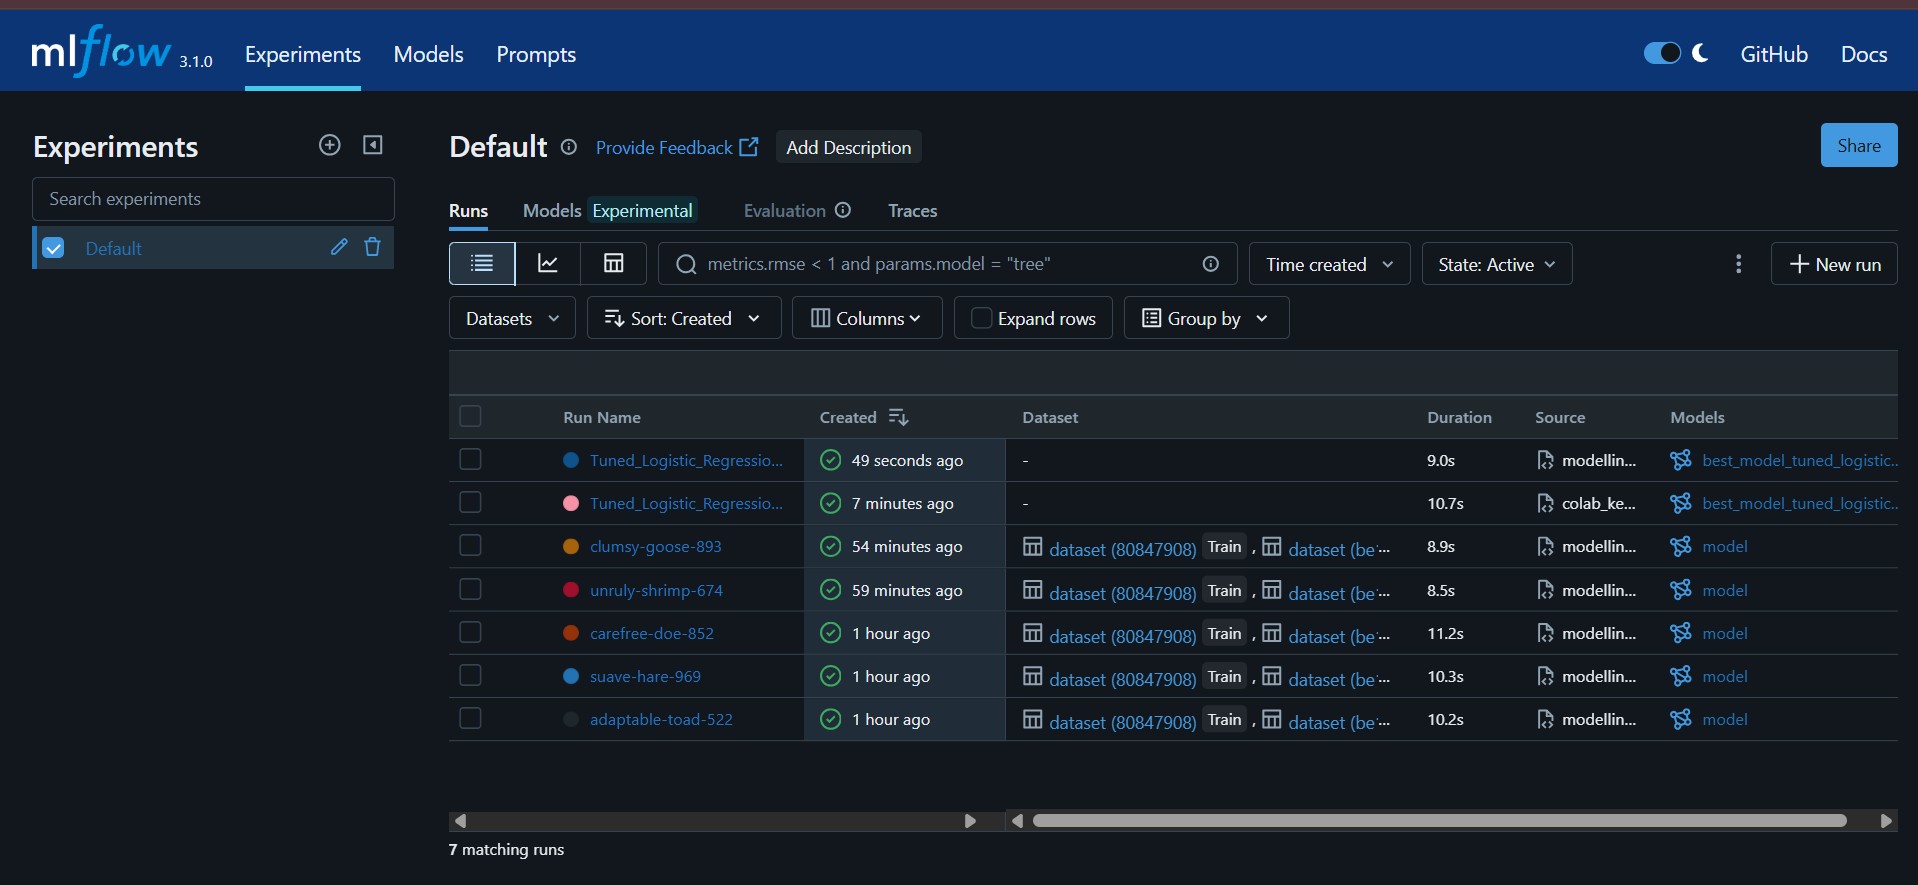 mlflow 3.1.0 Experiments Models Prompts GitHub Docs
Experiments
Search experiments
Default
Default Provide Feedback Add Description Share
Runs Models Experimental Evaluation Traces
metrics.rmse < 1 and params.model = "tree" Time created State: Active New run
Datasets Sort: Created Columns Expand rows Group by
Run Name Created Dataset Duration Source Models
Tuned_Logistic_Regressio... 49 seconds ago - 9.0s modellin... best_model_tuned_logistic...
Tuned_Logistic_Regressio... 7 minutes ago - 10.7s colab_ke... best_model_tuned_logistic...
clumsy-goose-893 54 minutes ago dataset (80847908) Train , dataset (be... 8.9s modellin... model
unruly-shrimp-674 59 minutes ago dataset (80847908) Train , dataset (be... 8.5s modellin... model
carefree-doe-852 1 hour ago dataset (80847908) Train , dataset (be... 11.2s modellin... model
suave-hare-969 1 hour ago dataset (80847908) Train , dataset (be... 10.3s modellin... model
adaptable-toad-522 1 hour ago dataset (80847908) Train , dataset (be... 10.2s modellin... model
7 matching runs